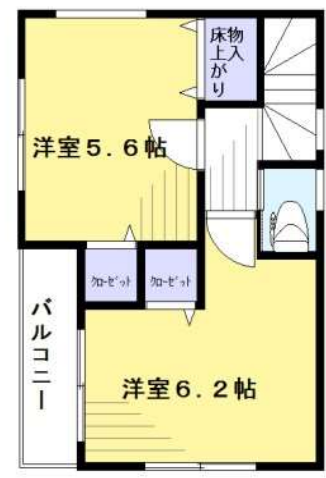 床上がり
物入
洋室5.6帖
クローゼット
クローゼット
バルコニー
洋室6.2帖